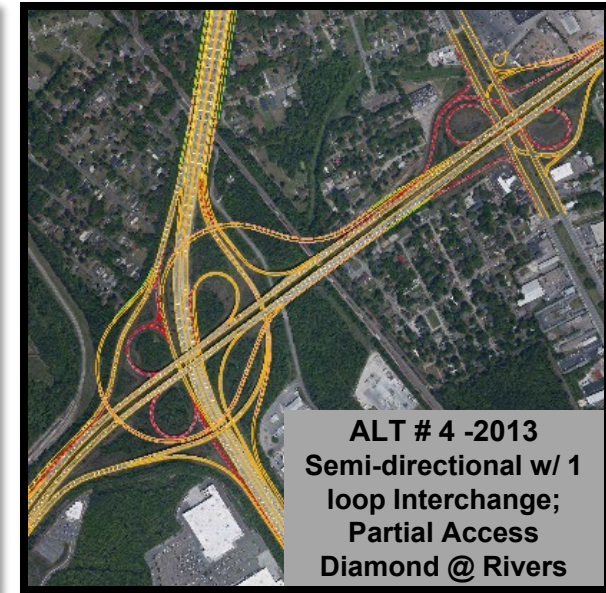 ALT # 4 -2013
Semi-directional w/ 1
loop Interchange;
Partial Access
Diamond @ Rivers